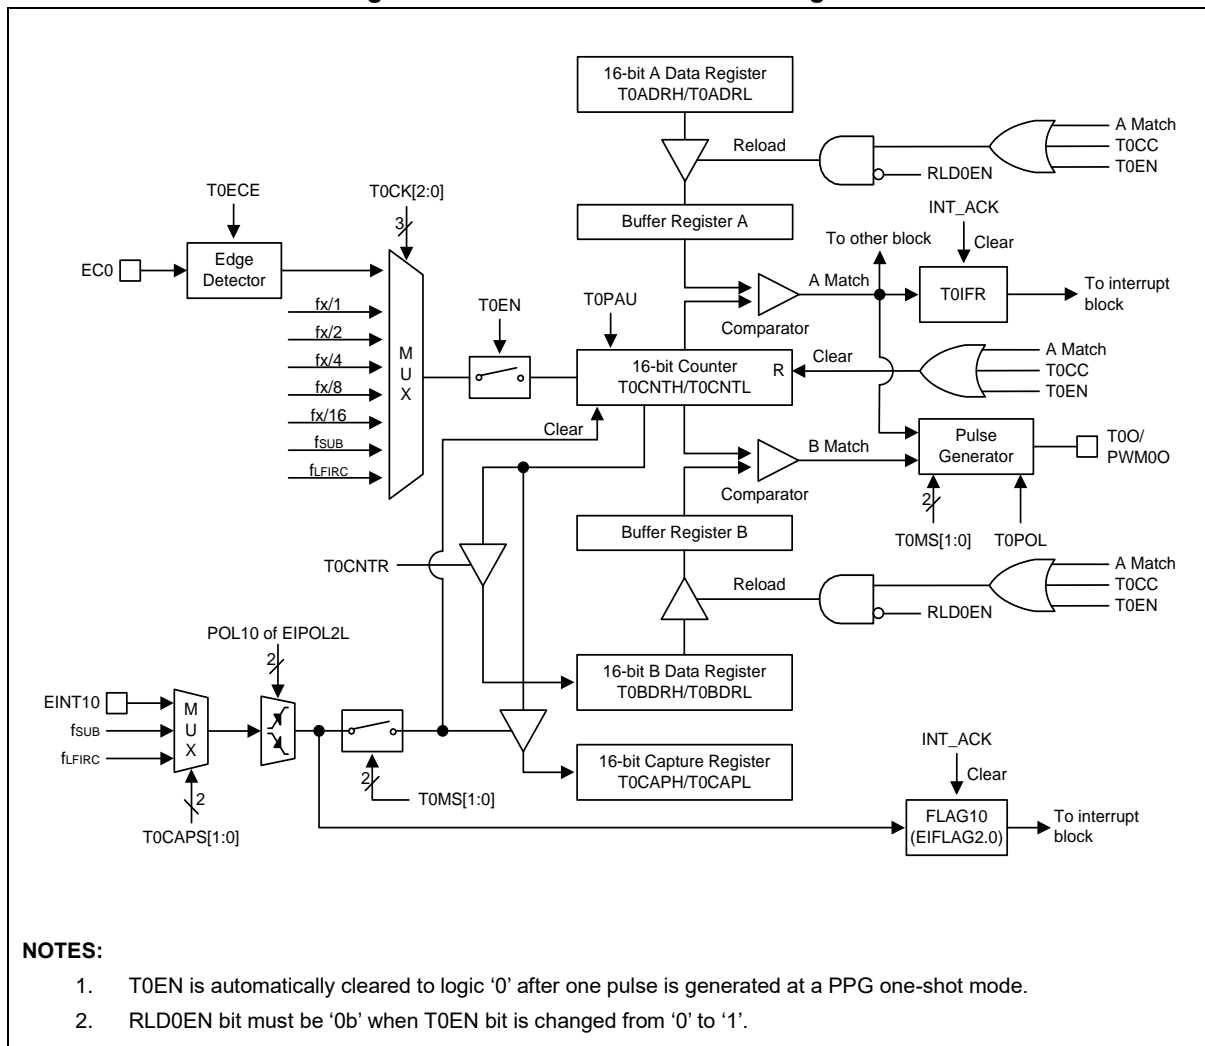 16-bit A Data Register
T0ADRH/T0ADRL
Reload
A Match
T0CC
T0EN
RLD0EN
T0ECE
T0CK[2:0]
3
Buffer Register A
INT_ACK
Clear
To other block
EC0
Edge
Detector
A Match
T0IFR
To interrupt
block
Comparator
fx/1
fx/2
fx/4
fx/8
fx/16
fSUB
fLFIRC
M
U
X
T0EN
T0PAU
16-bit Counter
T0CNTH/T0CNTL
R
Clear
A Match
T0CC
T0EN
Clear
B Match
Pulse
Generator
T0O/
PWM0O
Comparator
2
T0MS[1:0]
T0POL
Buffer Register B
T0CNTR
Reload
A Match
T0CC
T0EN
RLD0EN
POL10 of EIPOL2L
2
16-bit B Data Register
T0BDRH/T0BDRL
EINT10
fSUB
fLFIRC
M
U
X
2
T0CAPS[1:0]
2
T0MS[1:0]
16-bit Capture Register
T0CAPH/T0CAPL
INT_ACK
Clear
FLAG10
(EIFLAG2.0)
To interrupt
block
NOTES:
1. T0EN is automatically cleared to logic ‘0’ after one pulse is generated at a PPG one-shot mode.
2. RLD0EN bit must be ‘0b’ when T0EN bit is changed from ‘0’ to ‘1’.